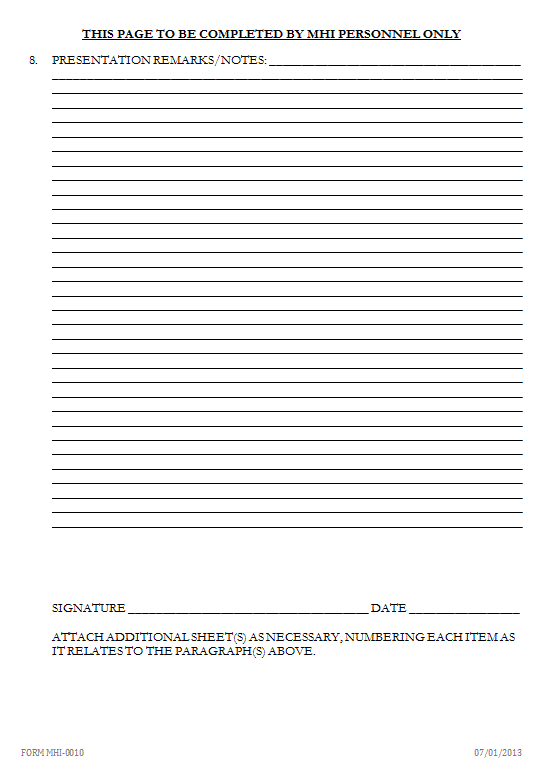 THIS PAGE TO BE COMPLETED BY MHI PERSONNEL ONLY
8. PRESENTATION REMARKS/NOTES:
SIGNATURE DATE
ATTACH ADDITIONAL SHEET(S) AS NECESSARY, NUMBERING EACH ITEM AS
IT RELATES TO THE PARAGRAPH(S) ABOVE.
FORM MHI-0010 07/01/2013